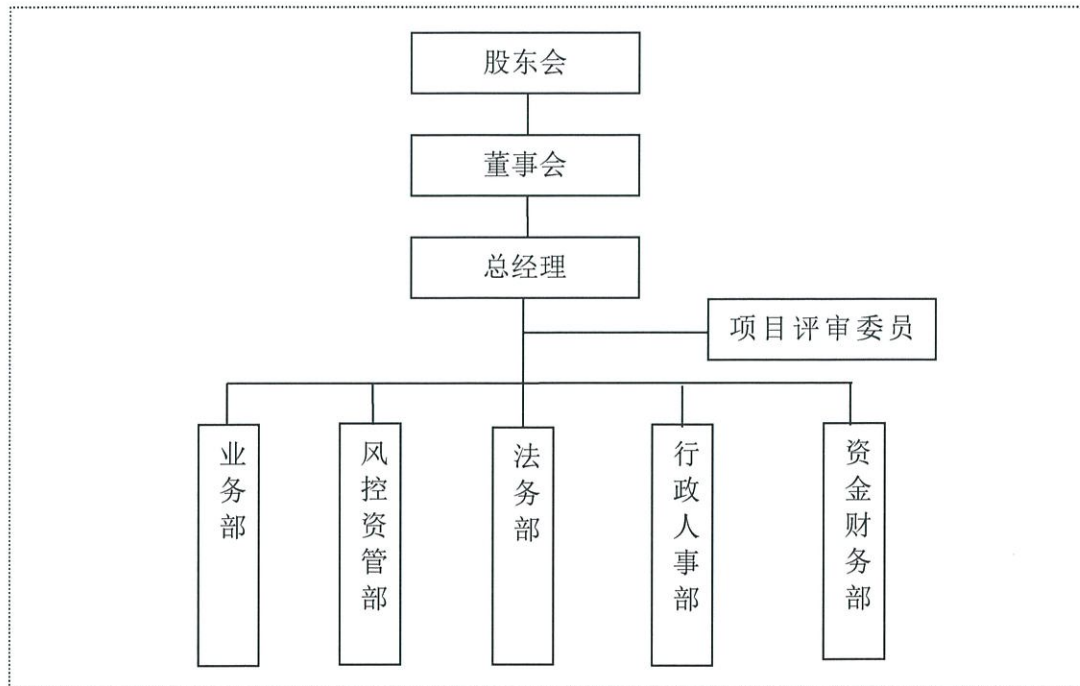 股东会
董事会
总经理
项目评审委员
业务部
风控资管部
法务部
行政人事部
资金财务部